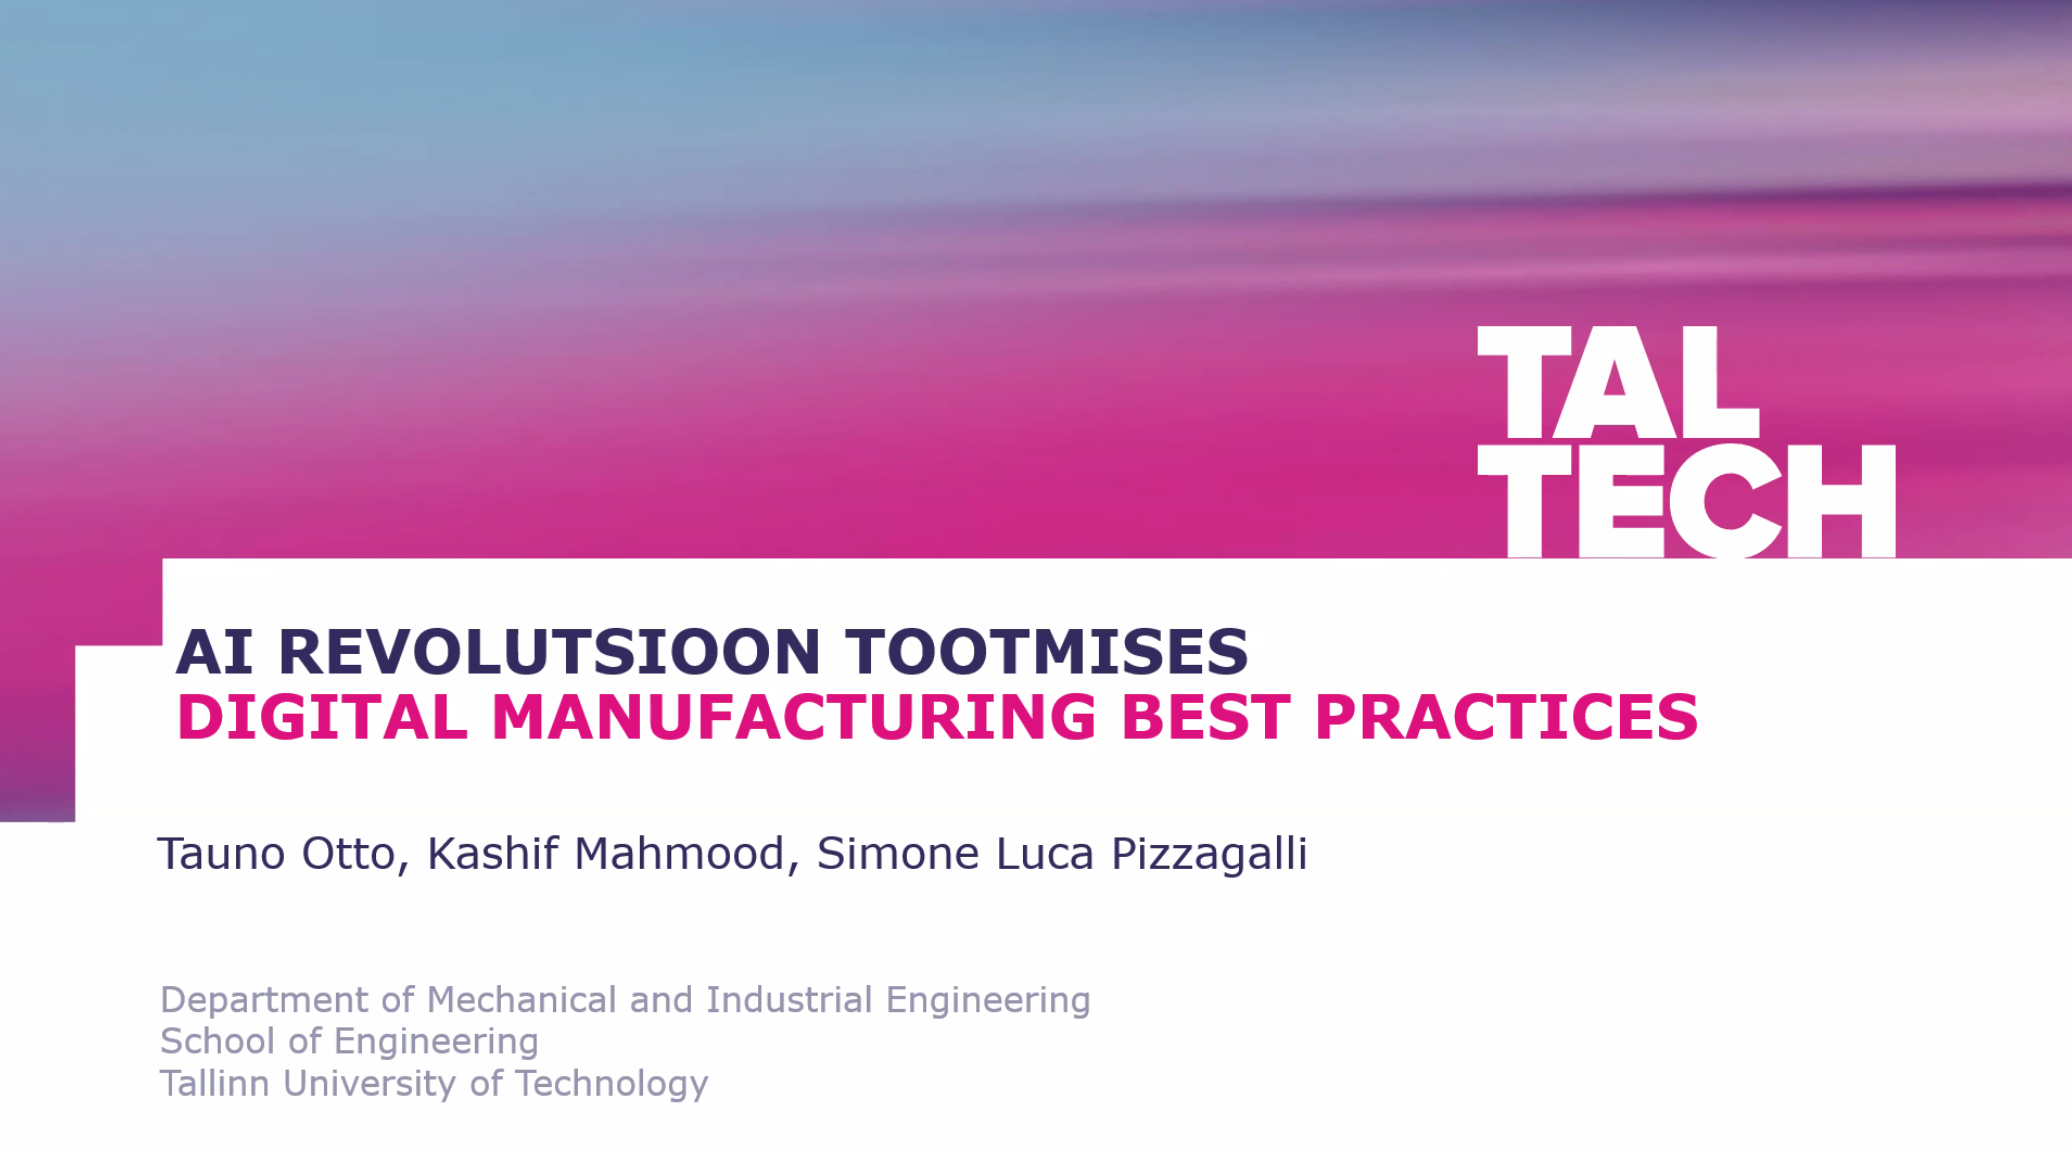 TAL
TECH
AI REVOLUTSIOON TOOTMISES
DIGITAL MANUFACTURING BEST PRACTICES
Tauno Otto, Kashif Mahmood, Simone Luca Pizzagalli
Department of Mechanical and Industrial Engineering
School of Engineering
Tallinn University of Technology